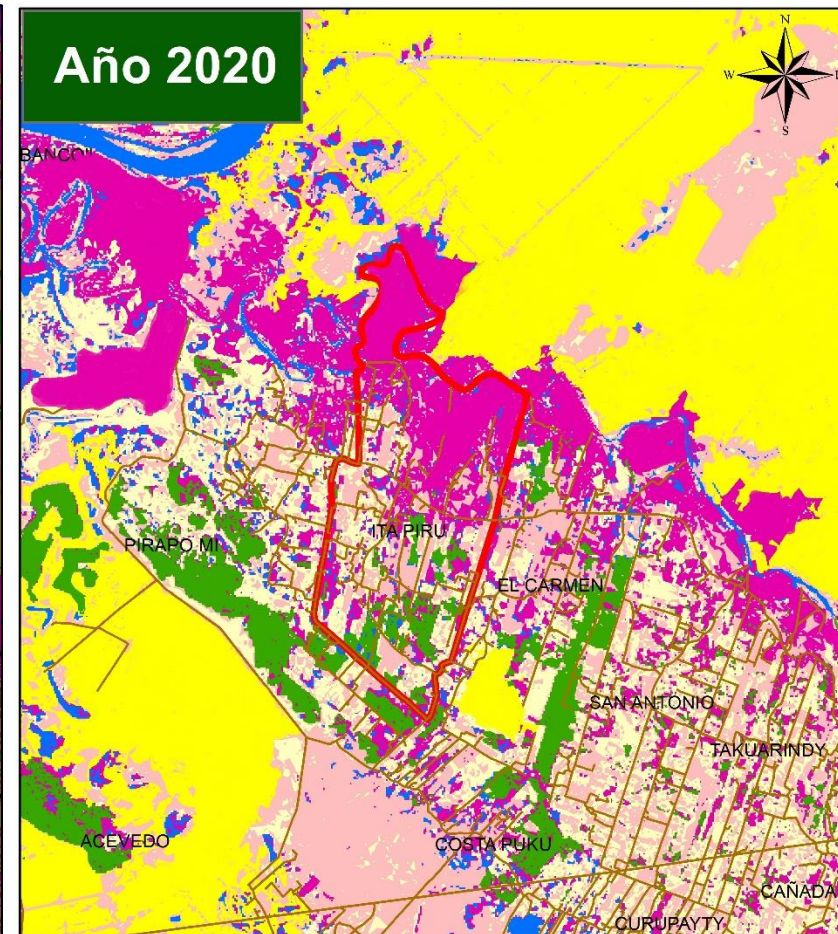 Año 2020
N
W
S
BANCO"
PIRAPO MI
ITA PIRU
EL CARMEN
SAN ANTONIO
TAKUARINDY
ACEVEDO
COSTA PUKU
CAÑADA
CURUPAYTY